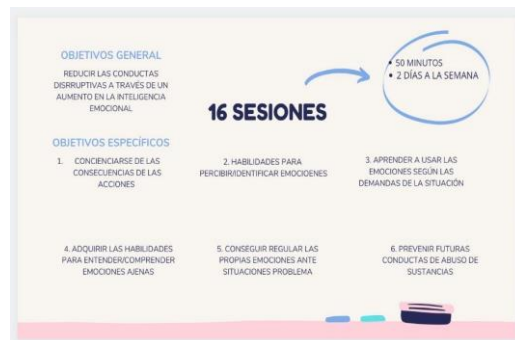 OBJETIVOS GENERAL
REDUCIR LAS CONDUCTAS
DISRRUPTIVAS A TRAVÉS DE UN
AUMENTO EN LA INTELIGENCIA
EMOCIONAL
• 50 MINUTOS
• 2 DÍAS A LA SEMANA
16 SESIONES
OBJETIVOS ESPECÍFICOS
1. CONCIENCIARSE DE LAS
CONSECUENCIAS DE LAS
ACCIONES
2. HABILIDADES PARA
PERCIBIR/IDENTIFICAR EMOCIOENES
3. APRENDER A USAR LAS
EMOCIONES SEGÚN LAS
DEMANDAS DE LA SITUACIÓN
4. ADQUIRIR LAS HABILIDADES
PARA ENTENDER/COMPRENDER
EMOCIONES AJENAS
5. CONSEGUIR REGULAR LAS
PROPIAS EMOCIONES ANTE
SITUACIONES PROBLEMA
6. PREVENIR FUTURAS
CONDUCTAS DE ABUSO DE
SUSTANCIAS